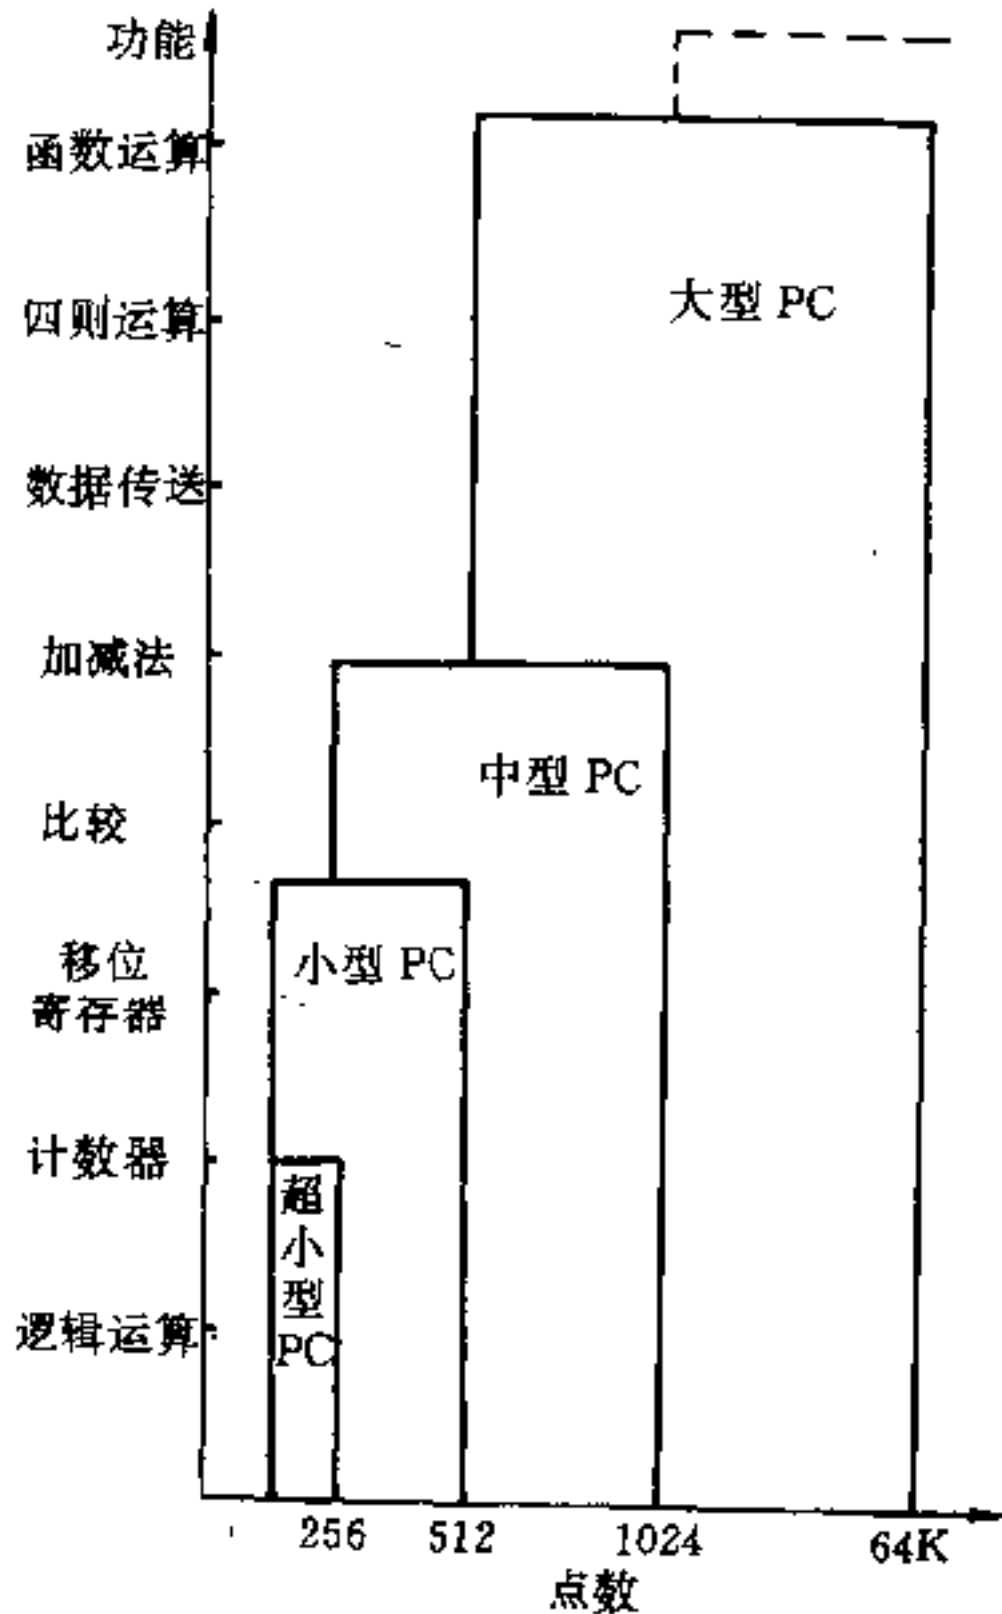 功能
函数运算
大型 PC
四则运算
数据传送
加减法
中型 PC
比较
小型 PC
移位
寄存器
计数器
超
小
型
PC
逻辑运算
256
512
1024
64K
点数